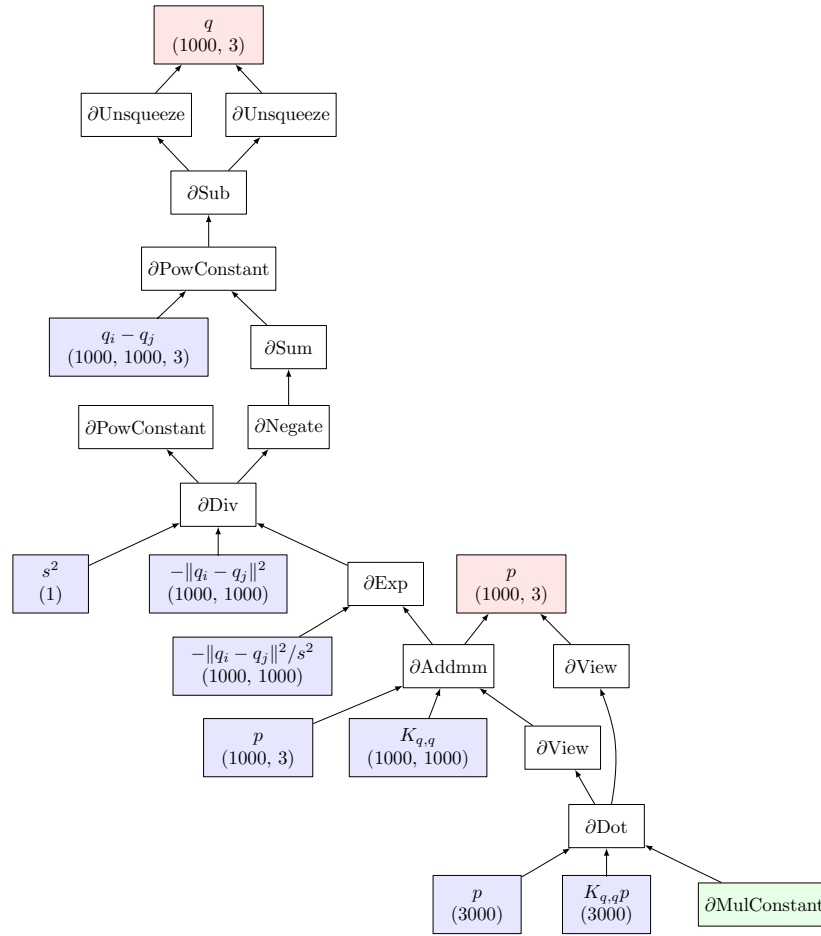 q
(1000, 3)
∂Unsqueeze
∂Unsqueeze
∂Sub
∂PowConstant
q_i − q_j
(1000, 1000, 3)
∂Sum
∂PowConstant
∂Negate
∂Div
s²
(1)
−‖q_i − q_j‖²
(1000, 1000)
∂Exp
p
(1000, 3)
−‖q_i − q_j‖²/s²
(1000, 1000)
∂Addmm
∂View
p
(1000, 3)
K_{q,q}
(1000, 1000)
∂View
∂Dot
p
(3000)
K_{q,q}p
(3000)
∂MulConstant